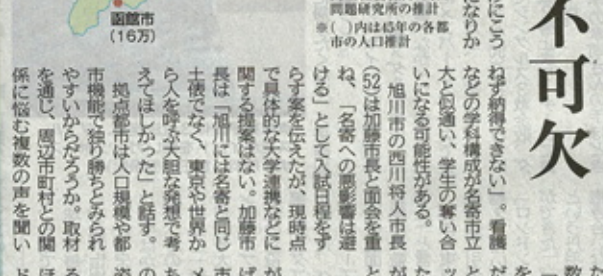 不可欠
にこう
になりか
問題研究所の推計
※（ ）内は45年の各都
市の人口推計
函館市
(16万)
ねず納得できない」。看護
などの学科構成が名寄市立
大と似通い、学生の奪い合
いになる可能性がある。
旭川市の西川将人市長
(52)は加藤市長と面会を重
ね、「名寄への悪影響は避
ける」として入試日程をず
らす案を伝えたが、現時点
で具体的な大学連携などに
関する提案はない。加藤市
長は「旭川には名寄と同じ
土俵でなく、東京や世界か
ら人を呼ぶ大胆な発想で考
えてほしかった」と話す。
拠点都市は人口規模や都
市機能で独り勝ちとみられ
やすいからだろうか。取材
を通じ、周辺市町村との関
係に悩む複数の声を聞い